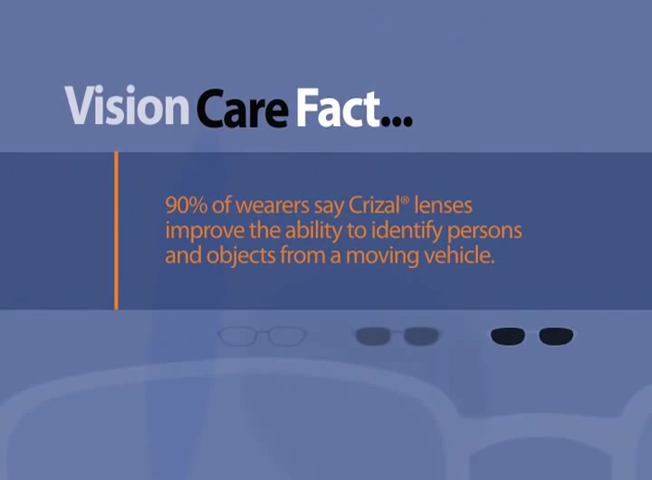 Vision Care Fact...
90% of wearers say Crizal® lenses
improve the ability to identify persons
and objects from a moving vehicle.